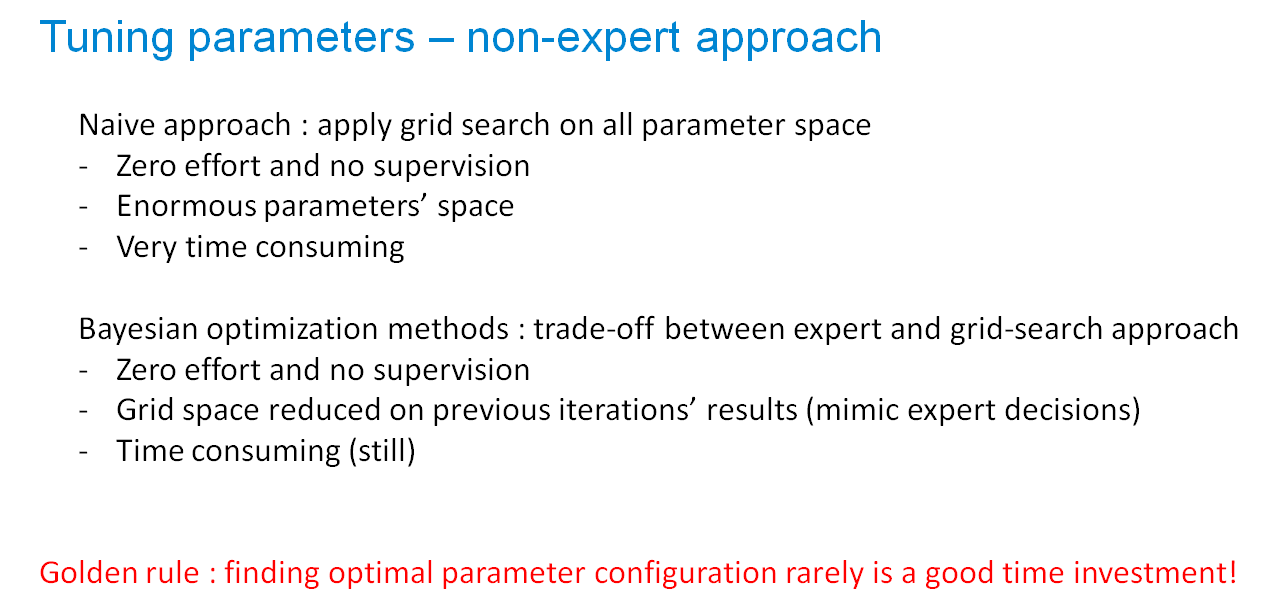 Tuning parameters – non-expert approach
Naive approach : apply grid search on all parameter space
- Zero effort and no supervision
- Enormous parameters’ space
- Very time consuming
Bayesian optimization methods : trade-off between expert and grid-search approach
- Zero effort and no supervision
- Grid space reduced on previous iterations’ results (mimic expert decisions)
- Time consuming (still)
Golden rule : finding optimal parameter configuration rarely is a good time investment!